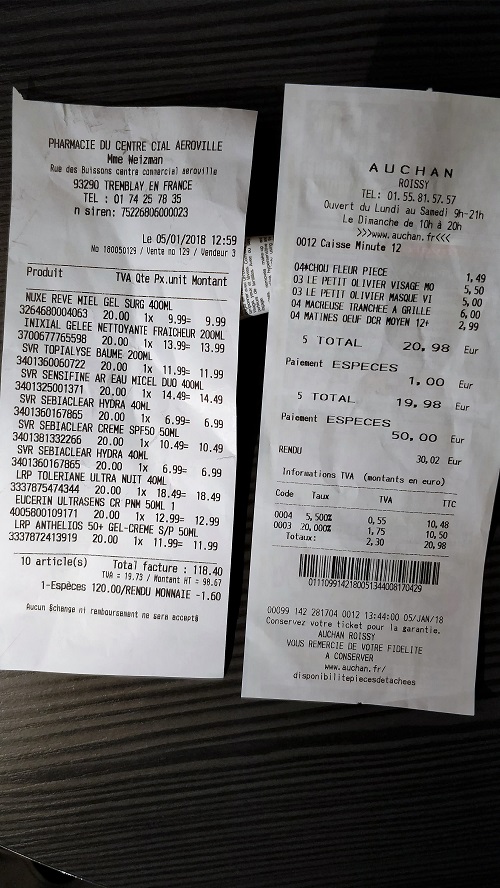 PHARMACIE DU CENTRE CIAL AEROVILLE
Mme Weizman
Rue des Buissons centre commercial aeroville
93290 TREMBLAY EN FRANCE
TEL : 01 74 25 78 35
n siren: 75226806000023
Le 05/01/2018 12:59
No 180050129 / Vente no 129 / Vendeur 3
Produit TVA Qte Px.unit Montant
NUXE REVE MIEL GEL SURG 400ML
3264680004063 20.00 1x 9.99= 9.99
INIXIAL GELEE NETTOYANTE FRAICHEUR 200ML
3700677765598 20.00 1x 13.99= 13.99
SVR TOPIALYSE BAUME 200ML
3401360060722 20.00 1x 11.99= 11.99
SVR SENSIFINE AR EAU MICEL DUO 400ML
3401325001371 20.00 1x 14.49= 14.49
SVR SEBIACLEAR HYDRA 40ML
3401360167865 20.00 1x 6.99= 6.99
SVR SEBIACLEAR CREME SPF50 50ML
3401381332266 20.00 1x 10.49= 10.49
SVR SEBIACLEAR HYDRA 40ML
3401360167865 20.00 1x 6.99= 6.99
LRP TOLERIANE ULTRA NUIT 40ML
3337875474344 20.00 1x 18.49= 18.49
EUCERIN ULTRASENS CR PNM 50ML 1
4005800109171 20.00 1x 12.99= 12.99
LRP ANTHELIOS 50+ GEL-CREME S/P 50ML
3337872413919 20.00 1x 11.99= 11.99
10 article(s) Total facture : 118.40
TVA = 19.73 / Montant HT = 98.67
1-Espèces 120.00/RENDU MONNAIE -1.60
Aucun échange ni remboursement ne sera accepté
AUCHAN
ROISSY
TEL: 01.55.81.57.57
Ouvert du Lundi au Samedi 9h-21h
Le Dimanche de 10h à 20h
>>>www.auchan.fr<<<
0012 Caisse Minute 12
04*CHOU FLEUR PIECE 1,49
03 LE PETIT OLIVIER VISAGE MO 5,50
03 LE PETIT OLIVIER MASQUE VI 5,00
04 MACREUSE TRANCHEE A GRILLE 6,00
04 MATINES OEUF DCR MOYEN 12+ 2,99
5 TOTAL 20,98 Eur
Paiement ESPECES
1,00 Eur
5 TOTAL 19,98 Eur
Paiement ESPECES
50,00 Eur
RENDU 30,02 Eur
Informations TVA (montants en euro)
Code Taux TVA TTC
0004 5,500% 0,55 10,48
0003 20,000% 1,75 10,50
Totaux: 2,30 20,98
01110991421800513440081704​29
00099 142 281704 0012 13:44:00 05/JAN/18
Conservez votre ticket pour la garantie.
AUCHAN ROISSY
VOUS REMERCIE DE VOTRE FIDELITE
A CONSERVER
www.auchan.fr/
disponibilitepiecesdetachees